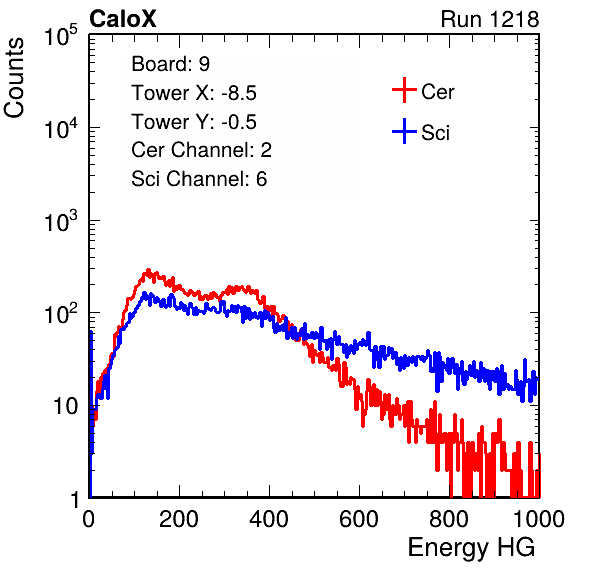 CaloX Run 1218
Counts
10^5
10^4
10^3
10^2
10
1
Board: 9
Tower X: -8.5
Tower Y: -0.5
Cer Channel: 2
Sci Channel: 6
Cer
Sci
0 200 400 600 800 1000
Energy HG